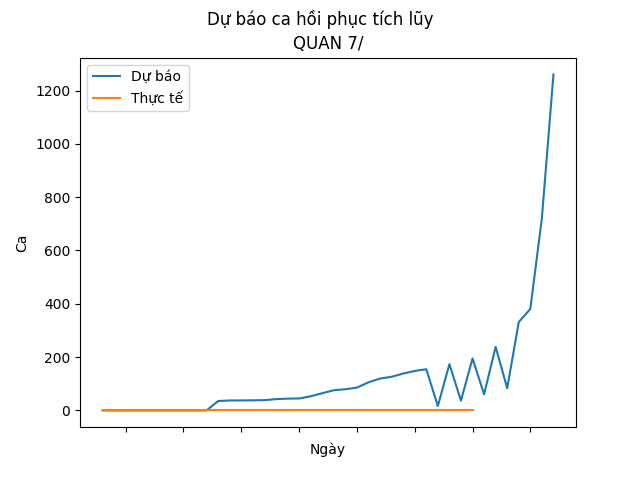 Dự báo ca hồi phục tích lũy
QUAN 7/
Dự báo
Thực tế
1200
1000
800
600
400
200
0
Ca
Ngày